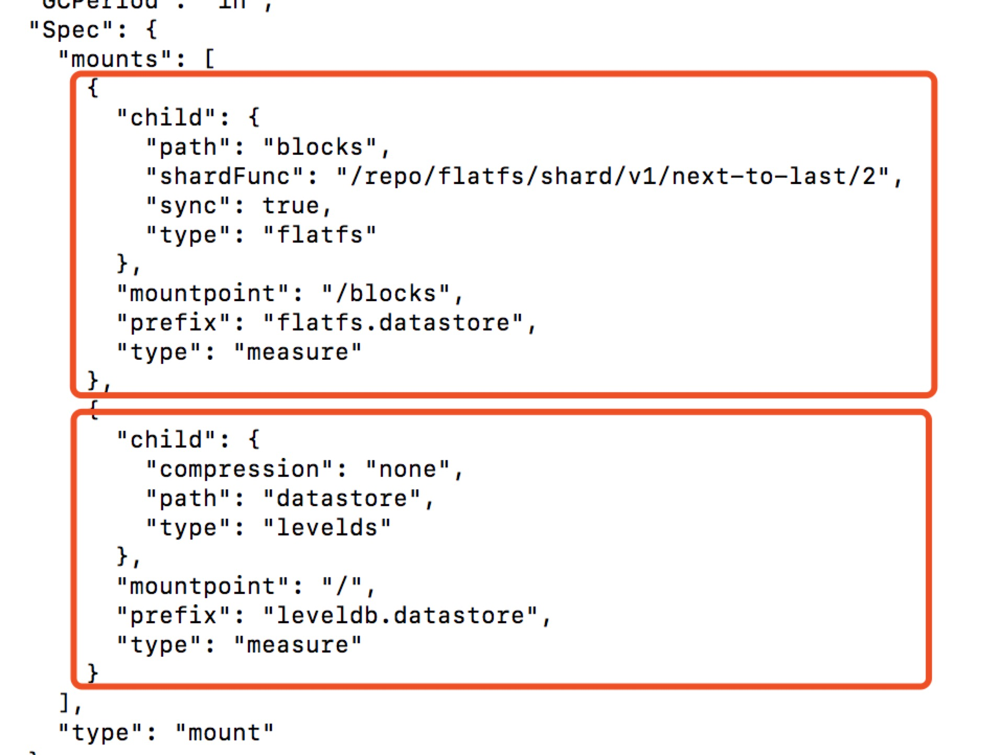 "GCPeriod": "1h",
"Spec": {
"mounts": [
{
"child": {
"path": "blocks",
"shardFunc": "/repo/flatfs/shard/v1/next-to-last/2",
"sync": true,
"type": "flatfs"
},
"mountpoint": "/blocks",
"prefix": "flatfs.datastore",
"type": "measure"
},
{
"child": {
"compression": "none",
"path": "datastore",
"type": "levelds"
},
"mountpoint": "/",
"prefix": "leveldb.datastore",
"type": "measure"
}
],
"type": "mount"
}